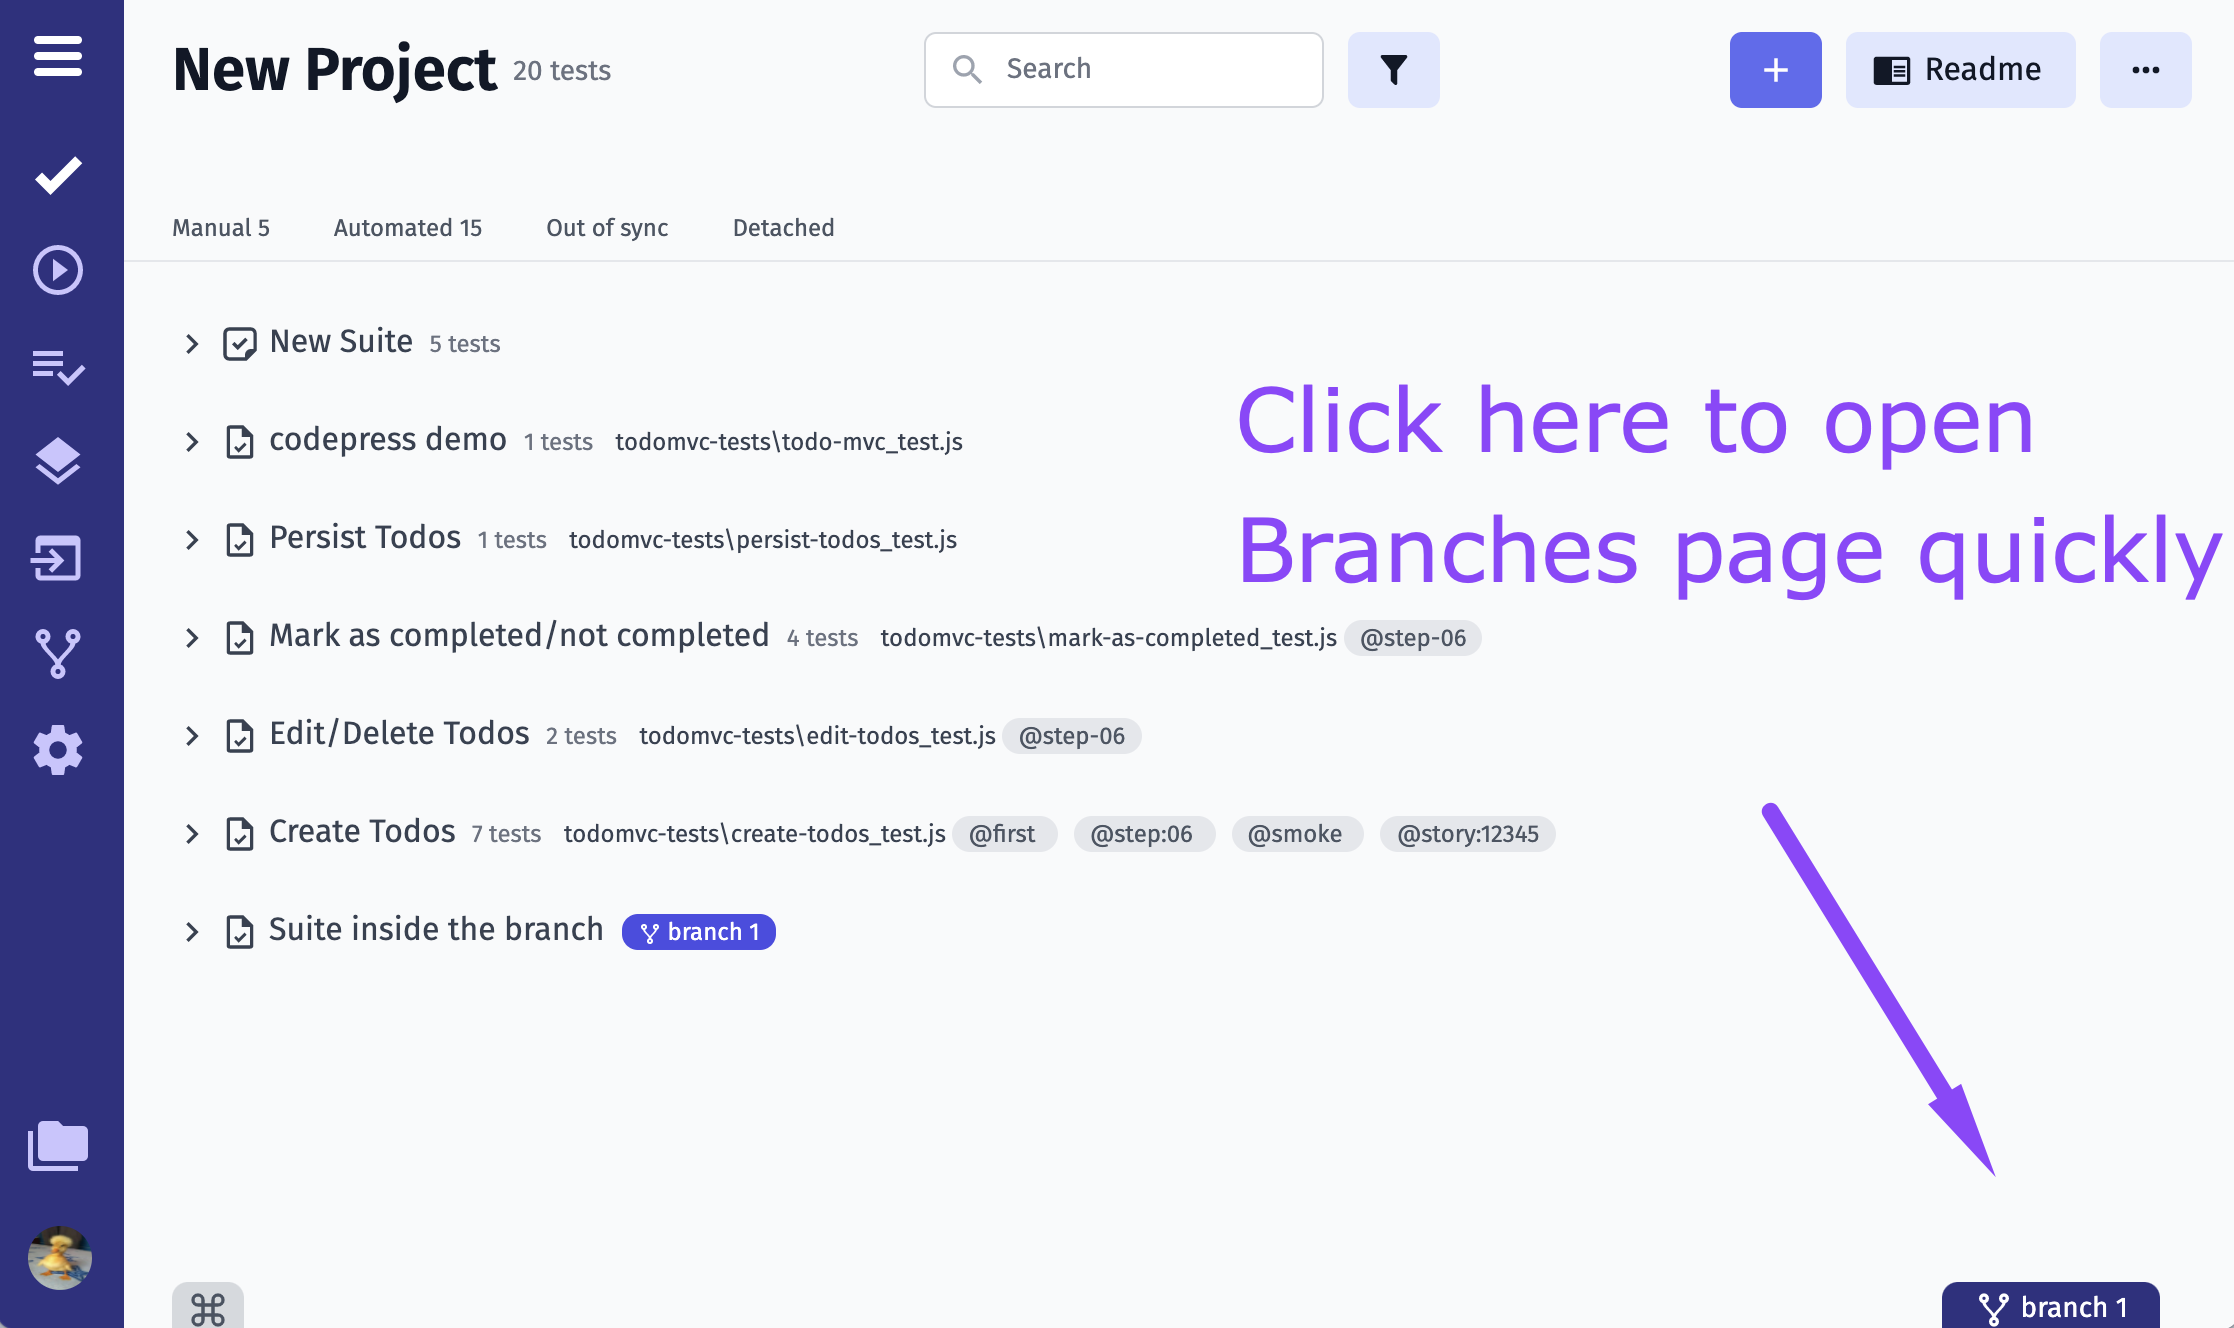 New Project 20 tests
Search
Readme
Manual 5 Automated 15 Out of sync Detached
New Suite 5 tests
codepress demo 1 tests todomvc-tests\todo-mvc_test.js
Persist Todos 1 tests todomvc-tests\persist-todos_test.js
Mark as completed/not completed 4 tests todomvc-tests\mark-as-completed_test.js @step-06
Edit/Delete Todos 2 tests todomvc-tests\edit-todos_test.js @step-06
Create Todos 7 tests todomvc-tests\create-todos_test.js @first @step:06 @smoke @story:12345
Suite inside the branch branch 1
Click here to open
Branches page quickly
branch 1